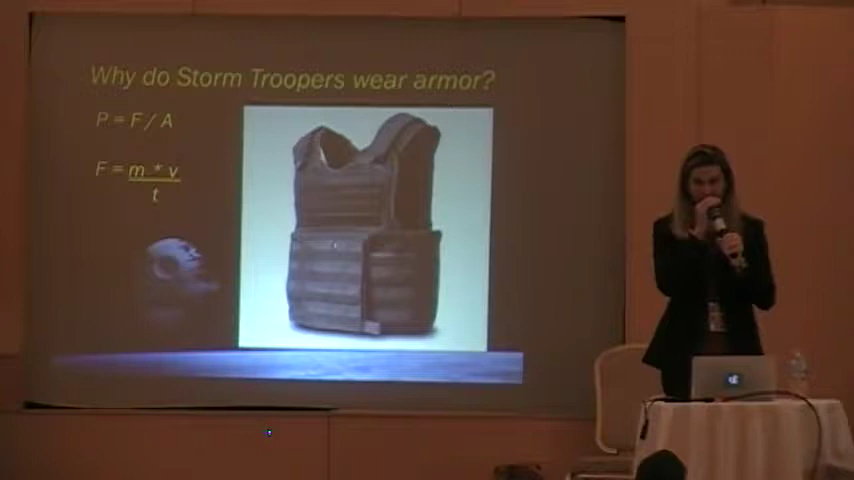 Why do Storm Troopers wear armor?
P = F / A
F = m * v
t